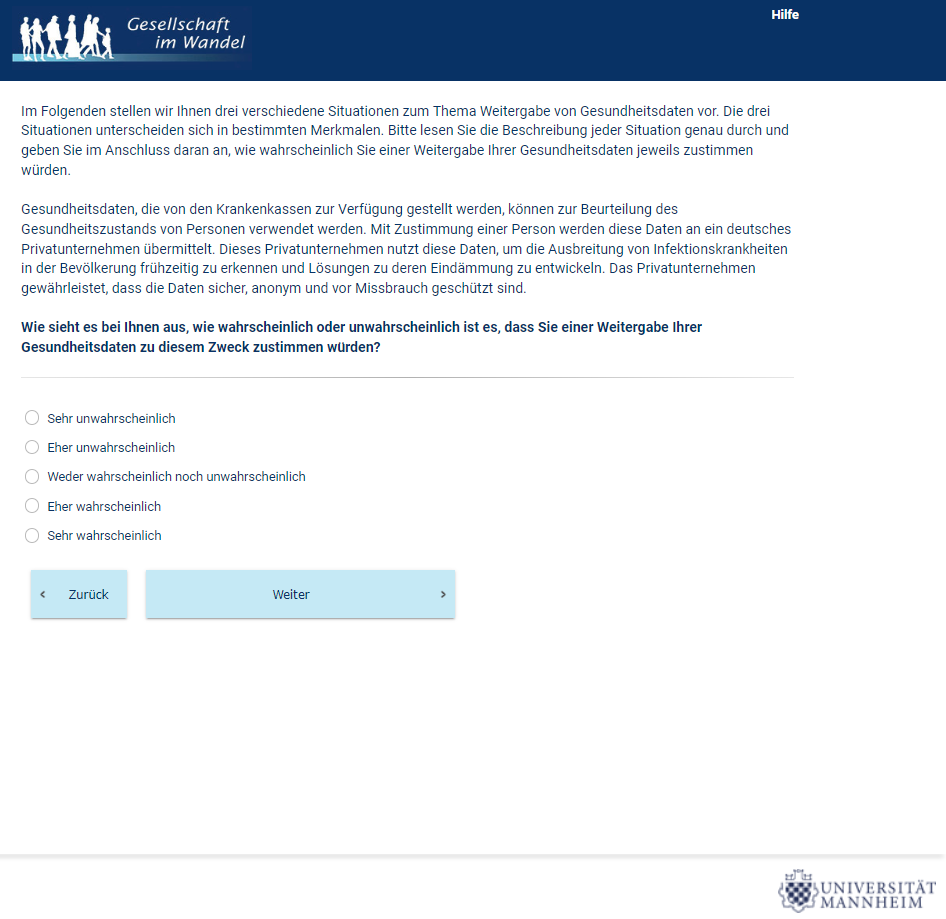 Gesellschaft
im Wandel
Hilfe
Im Folgenden stellen wir Ihnen drei verschiedene Situationen zum Thema Weitergabe von Gesundheitsdaten vor. Die drei
Situationen unterscheiden sich in bestimmten Merkmalen. Bitte lesen Sie die Beschreibung jeder Situation genau durch und
geben Sie im Anschluss daran an, wie wahrscheinlich Sie einer Weitergabe Ihrer Gesundheitsdaten jeweils zustimmen
würden.
Gesundheitsdaten, die von den Krankenkassen zur Verfügung gestellt werden, können zur Beurteilung des
Gesundheitszustands von Personen verwendet werden. Mit Zustimmung einer Person werden diese Daten an ein deutsches
Privatunternehmen übermittelt. Dieses Privatunternehmen nutzt diese Daten, um die Ausbreitung von Infektionskrankheiten
in der Bevölkerung frühzeitig zu erkennen und Lösungen zu deren Eindämmung zu entwickeln. Das Privatunternehmen
gewährleistet, dass die Daten sicher, anonym und vor Missbrauch geschützt sind.
Wie sieht es bei Ihnen aus, wie wahrscheinlich oder unwahrscheinlich ist es, dass Sie einer Weitergabe Ihrer
Gesundheitsdaten zu diesem Zweck zustimmen würden?
Sehr unwahrscheinlich
Eher unwahrscheinlich
Weder wahrscheinlich noch unwahrscheinlich
Eher wahrscheinlich
Sehr wahrscheinlich
‹ Zurück
Weiter ›
UNIVERSITÄT
MANNHEIM